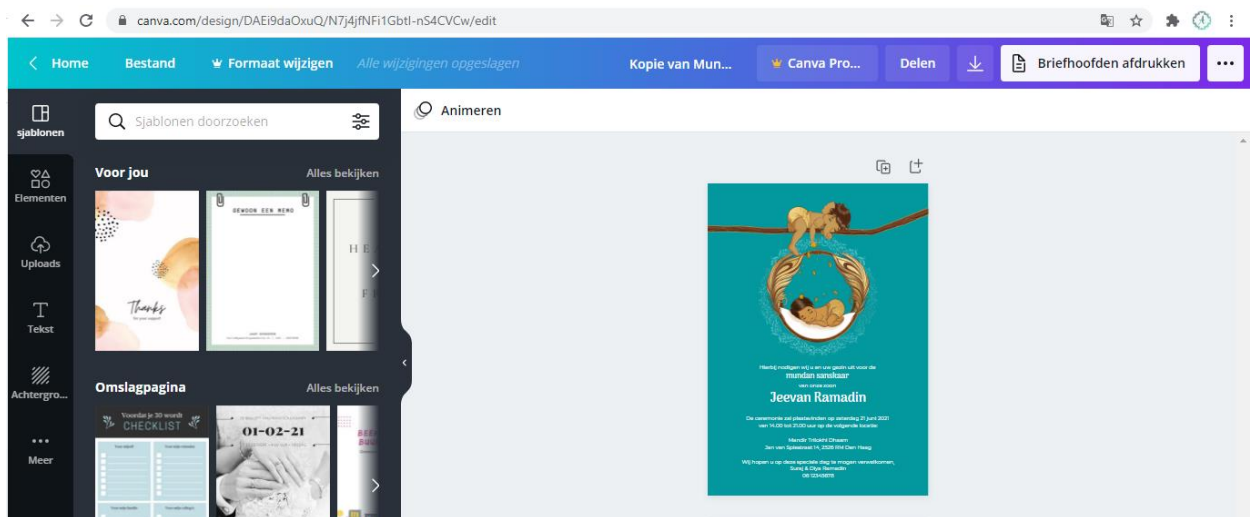 canva.com/design/DAEi9daOxuQ/N7j4jfNFi1GbtI-nS4CVCw/edit
Home Bestand Formaat wijzigen Alle wijzigingen opgeslagen Kopie van Mun... Canva Pro... Delen Briefhoofden afdrukken
sjablonen
Elementen
Uploads
Tekst
Achtergro...
Meer
Sjablonen doorzoeken
Voor jou Alles bekijken
Thanks
GEWOON EEN MEMO
Omslagpagina Alles bekijken
Voordat je 30 wordt
CHECKLIST
01-02-21
Animeren
Hierbij nodigen wij u en uw gezin uit voor de
mundan sanskaar
van onze zoon
Jeevan Ramadin
De ceremonie zal plaatsvinden op zaterdag 21 juni 2021
van 14.00 tot 21.00 uur op de volgende locatie:
Mandir Trilokhi Dhaam
Jan van Spiesstraat 14, 2326 HM Den Haag
Wij hopen u op deze speciale dag te mogen verwelkomen,
Suraj & Diya Ramadin
06 12345678